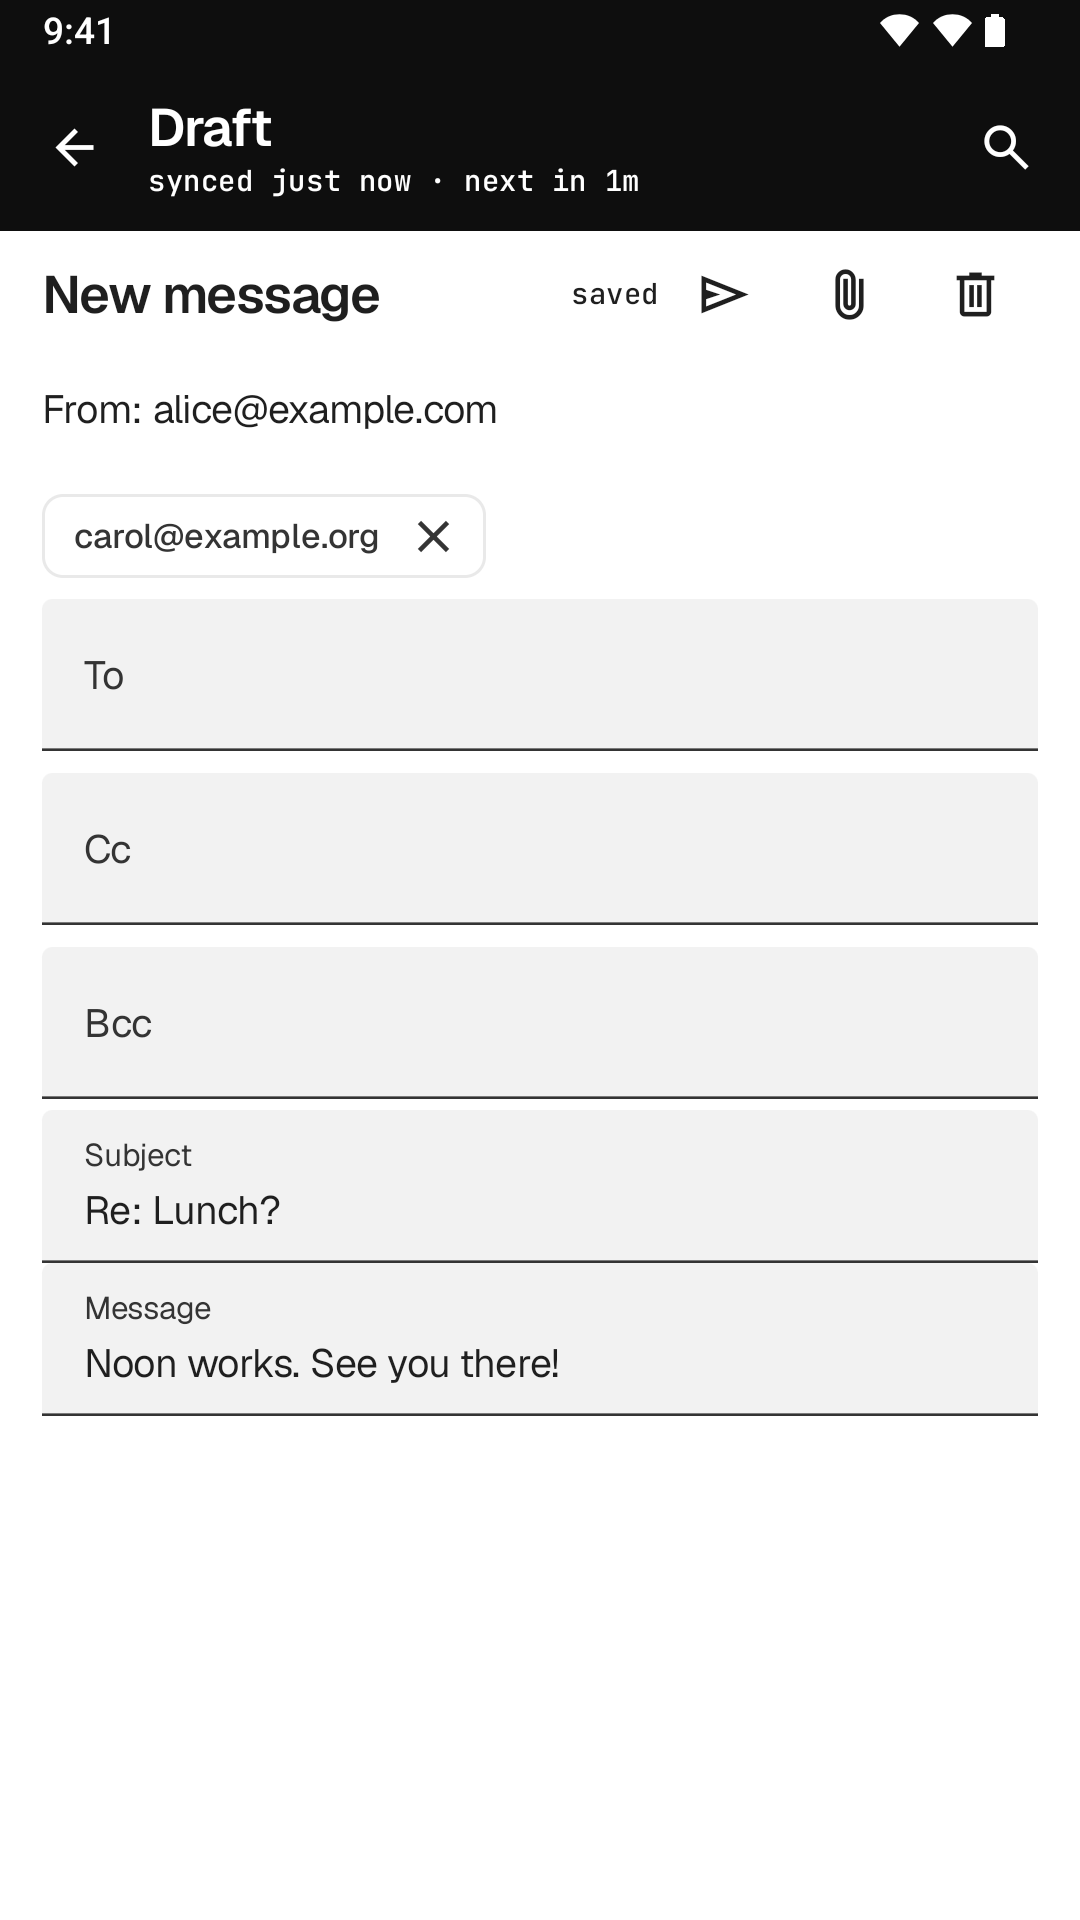 9:41
Draft
synced just now · next in 1m
New message
saved
From: alice@example.com
carol@example.org
To
Cc
Bcc
Subject
Re: Lunch?
Message
Noon works. See you there!